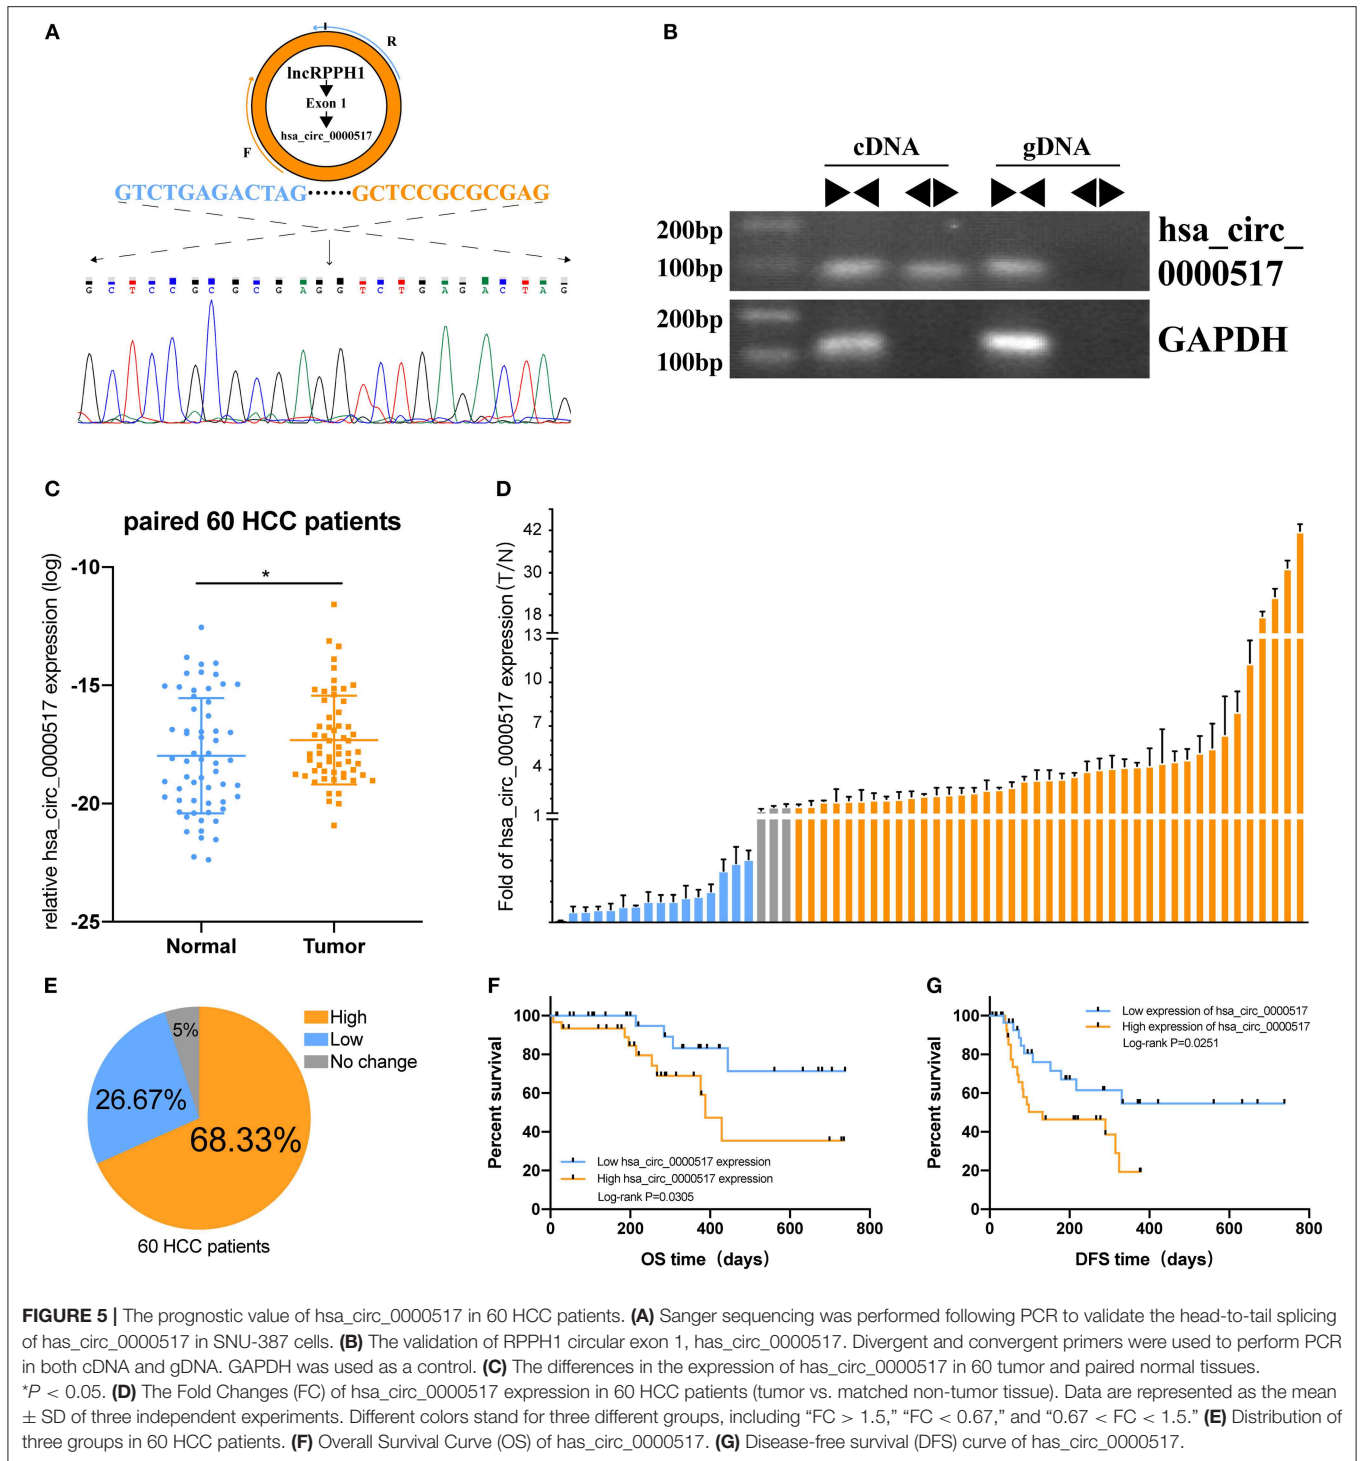 A
R
lncRPPH1
Exon 1
hsa_circ_0000517
F
GTCTGAGACTAG······GCTCCGCGCGAG
G C T C C G C G C G A G G T C T G A G A C T A G
B
cDNA gDNA
200bp
100bp
hsa_circ_
0000517
200bp
100bp
GAPDH
C
paired 60 HCC patients
relative hsa_circ_0000517 expression (log)
-10
-15
-20
-25
*
Normal Tumor
D
Fold of hsa_circ_0000517 expression (T/N)
42
30
18
13
10
7
4
1
E
5%
26.67%
68.33%
High
Low
No change
60 HCC patients
F
Percent survival
100
80
60
40
20
0
Low hsa_circ_0000517 expression
High hsa_circ_0000517 expression
Log-rank P=0.0305
0 200 400 600 800
OS time (days)
G
Percent survival
100
80
60
40
20
0
Low expression of hsa_circ_0000517
High expression of hsa_circ_0000517
Log-rank P=0.0251
0 200 400 600 800
DFS time (days)
FIGURE 5 | The prognostic value of hsa_circ_0000517 in 60 HCC patients. (A) Sanger sequencing was performed following PCR to validate the head-to-tail splicing
of has_circ_0000517 in SNU-387 cells. (B) The validation of RPPH1 circular exon 1, has_circ_0000517. Divergent and convergent primers were used to perform PCR
in both cDNA and gDNA. GAPDH was used as a control. (C) The differences in the expression of has_circ_0000517 in 60 tumor and paired normal tissues.
*P < 0.05. (D) The Fold Changes (FC) of hsa_circ_0000517 expression in 60 HCC patients (tumor vs. matched non-tumor tissue). Data are represented as the mean
± SD of three independent experiments. Different colors stand for three different groups, including “FC > 1.5,” “FC < 0.67,” and “0.67 < FC < 1.5.” (E) Distribution of
three groups in 60 HCC patients. (F) Overall Survival Curve (OS) of has_circ_0000517. (G) Disease-free survival (DFS) curve of has_circ_0000517.